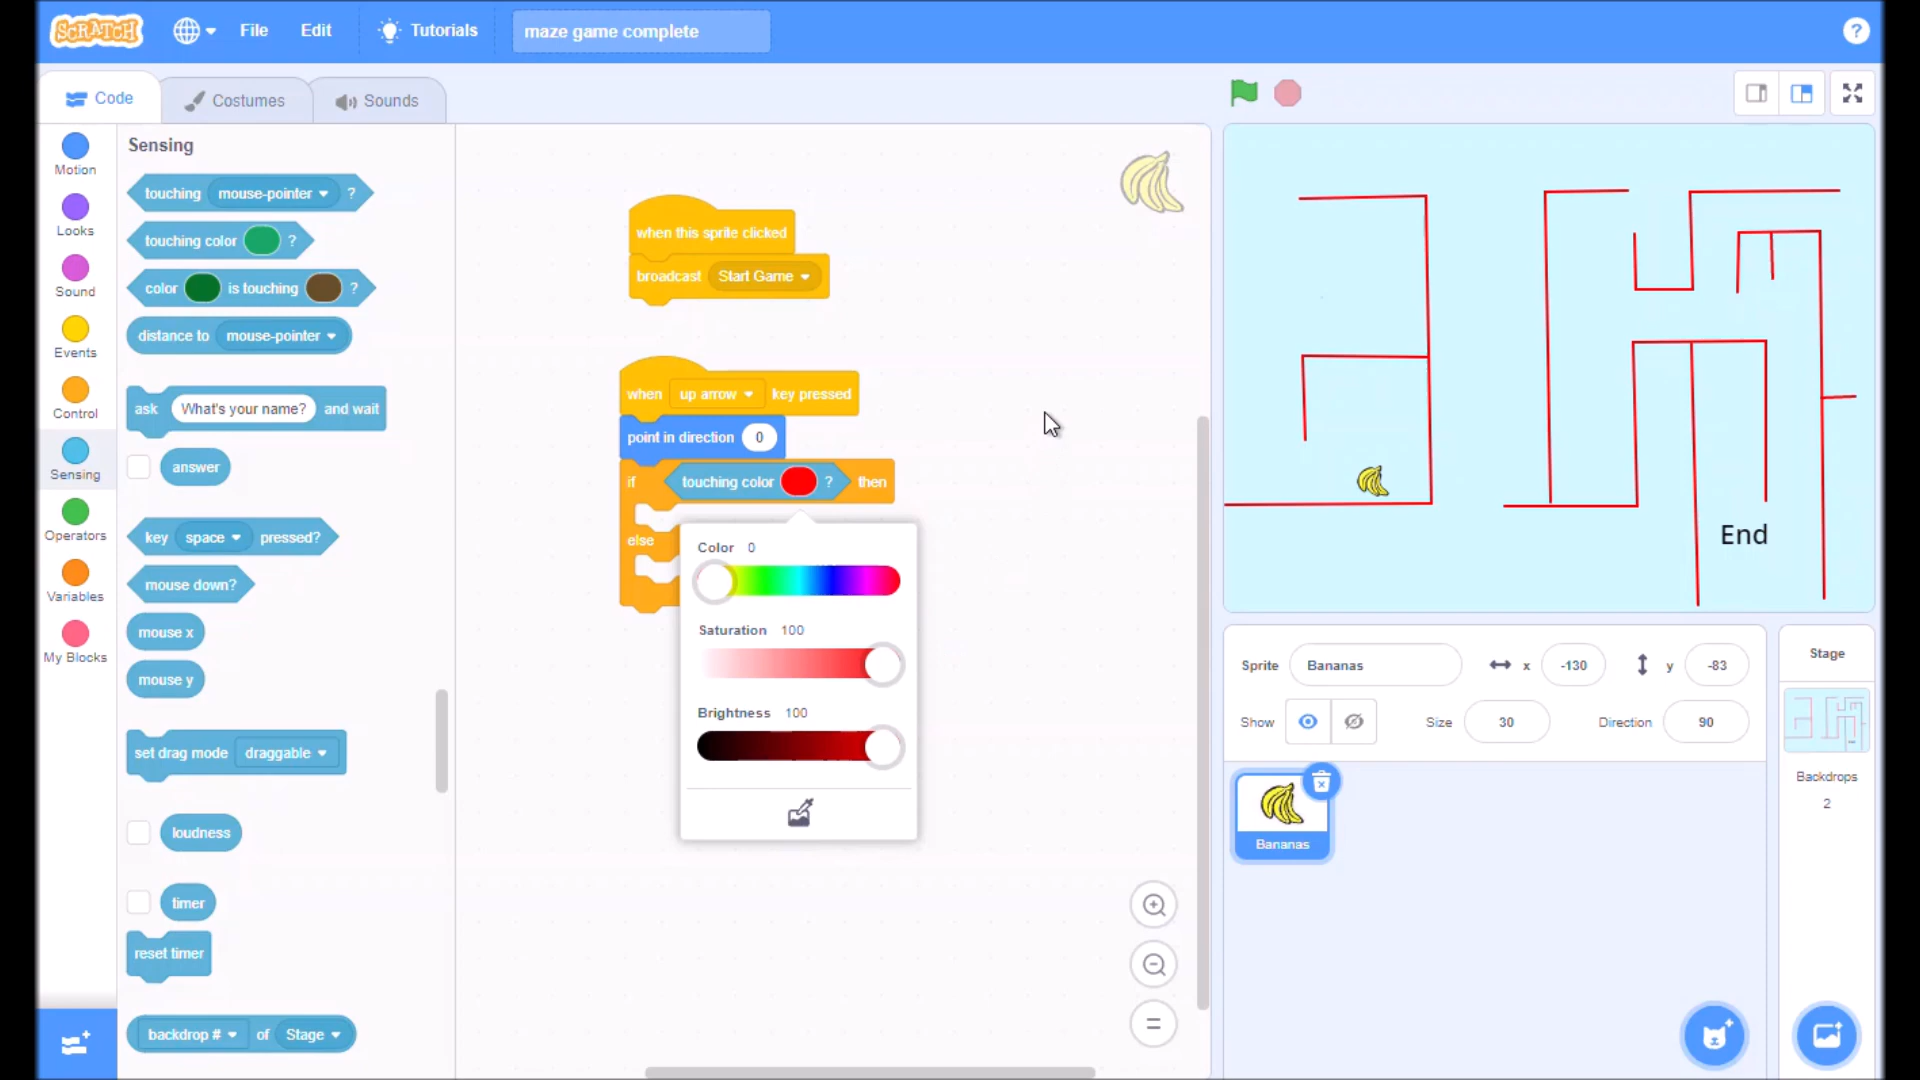 SCRATCH File Edit Tutorials maze game complete ?
Code Costumes Sounds
Motion
Looks
Sound
Events
Control
Sensing
Operators
Variables
My Blocks
Sensing
touching mouse-pointer ?
touching color ?
color is touching ?
distance to mouse-pointer
ask What's your name? and wait
answer
key space pressed?
mouse down?
mouse x
mouse y
set drag mode draggable
loudness
timer
reset timer
backdrop # of Stage
when this sprite clicked
broadcast Start Game
when up arrow key pressed
point in direction 0
if touching color ? then
else
Color 0
Saturation 100
Brightness 100
End
Sprite Bananas x -130 y -83
Show Size 30 Direction 90
Bananas
Stage
Backdrops
2